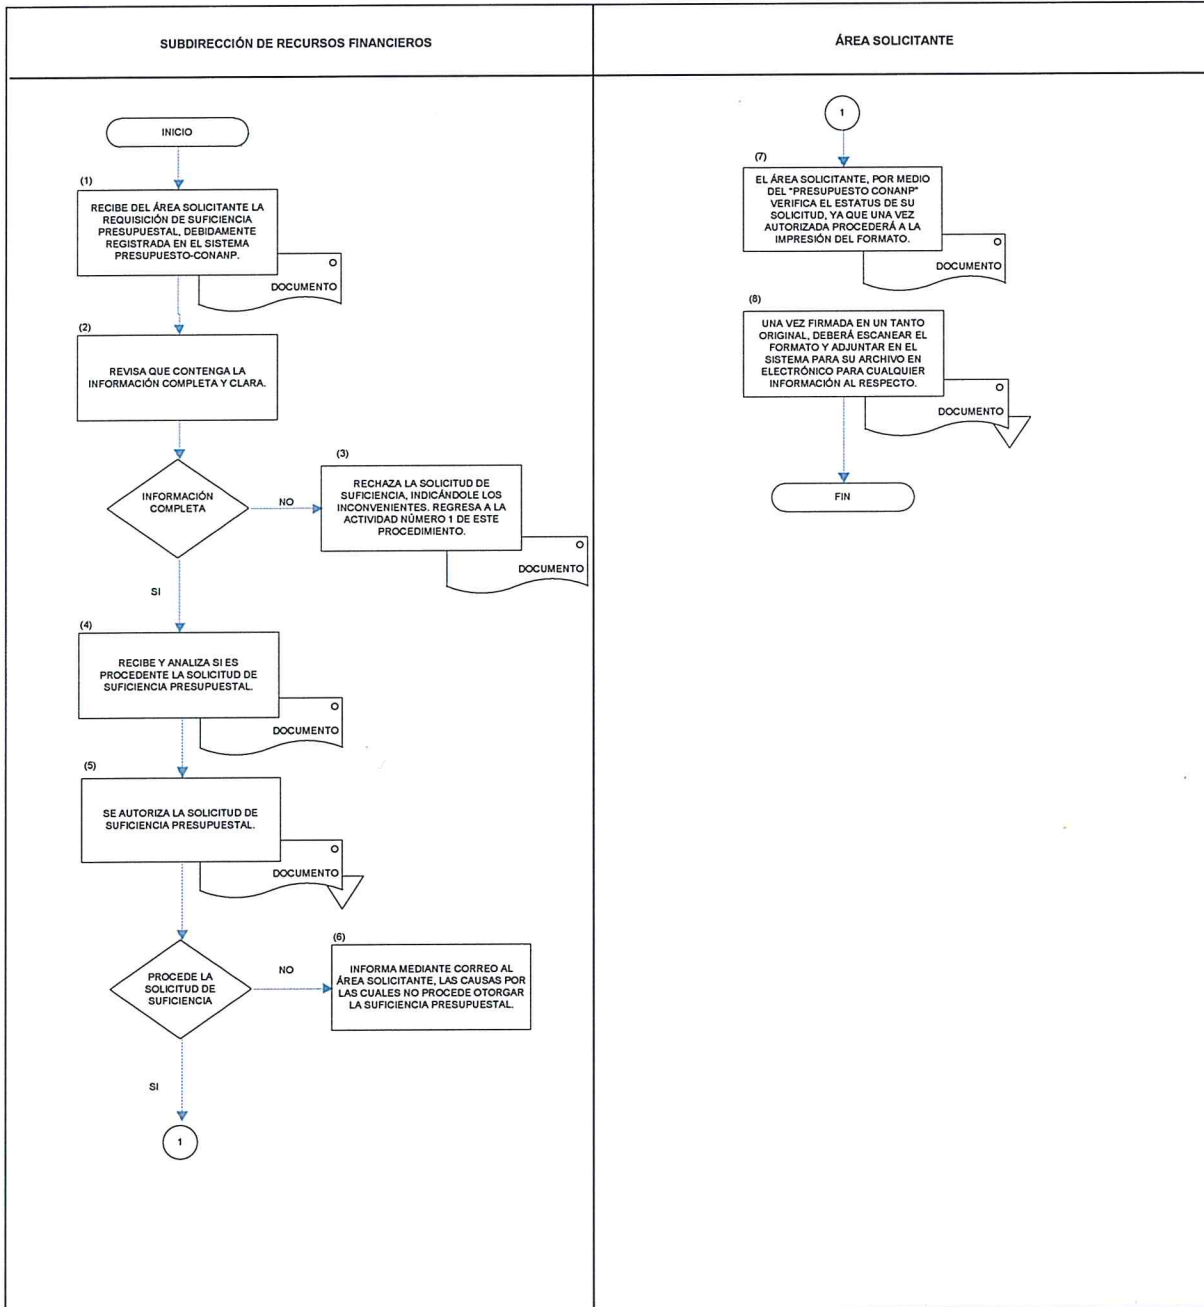 SUBDIRECCIÓN DE RECURSOS FINANCIEROS
INICIO
(1)
RECIBE DEL ÁREA SOLICITANTE LA
REQUISICIÓN DE SUFICIENCIA
PRESUPUESTAL, DEBIDAMENTE
REGISTRADA EN EL SISTEMA
PRESUPUESTO-CONANP.
DOCUMENTO
(2)
REVISA QUE CONTENGA LA
INFORMACIÓN COMPLETA Y CLARA.
INFORMACIÓN
COMPLETA
NO
(3)
RECHAZA LA SOLICITUD DE
SUFICIENCIA, INDICÁNDOLE LOS
INCONVENIENTES. REGRESA A LA
ACTIVIDAD NÚMERO 1 DE ESTE
PROCEDIMIENTO.
DOCUMENTO
SI
(4)
RECIBE Y ANALIZA SI ES
PROCEDENTE LA SOLICITUD DE
SUFICIENCIA PRESUPUESTAL.
DOCUMENTO
(5)
SE AUTORIZA LA SOLICITUD DE
SUFICIENCIA PRESUPUESTAL.
DOCUMENTO
PROCEDE LA
SOLICITUD DE
SUFICIENCIA
NO
(6)
INFORMA MEDIANTE CORREO AL
ÁREA SOLICITANTE, LAS CAUSAS POR
LAS CUALES NO PROCEDE OTORGAR
LA SUFICIENCIA PRESUPUESTAL.
SI
1
ÁREA SOLICITANTE
1
(7)
EL ÁREA SOLICITANTE, POR MEDIO
DEL "PRESUPUESTO CONANP"
VERIFICA EL ESTATUS DE SU
SOLICITUD, YA QUE UNA VEZ
AUTORIZADA PROCEDERÁ A LA
IMPRESIÓN DEL FORMATO.
DOCUMENTO
(8)
UNA VEZ FIRMADA EN UN TANTO
ORIGINAL, DEBERÁ ESCANEAR EL
FORMATO Y ADJUNTAR EN EL
SISTEMA PARA SU ARCHIVO EN
ELECTRÓNICO PARA CUALQUIER
INFORMACIÓN AL RESPECTO.
DOCUMENTO
FIN